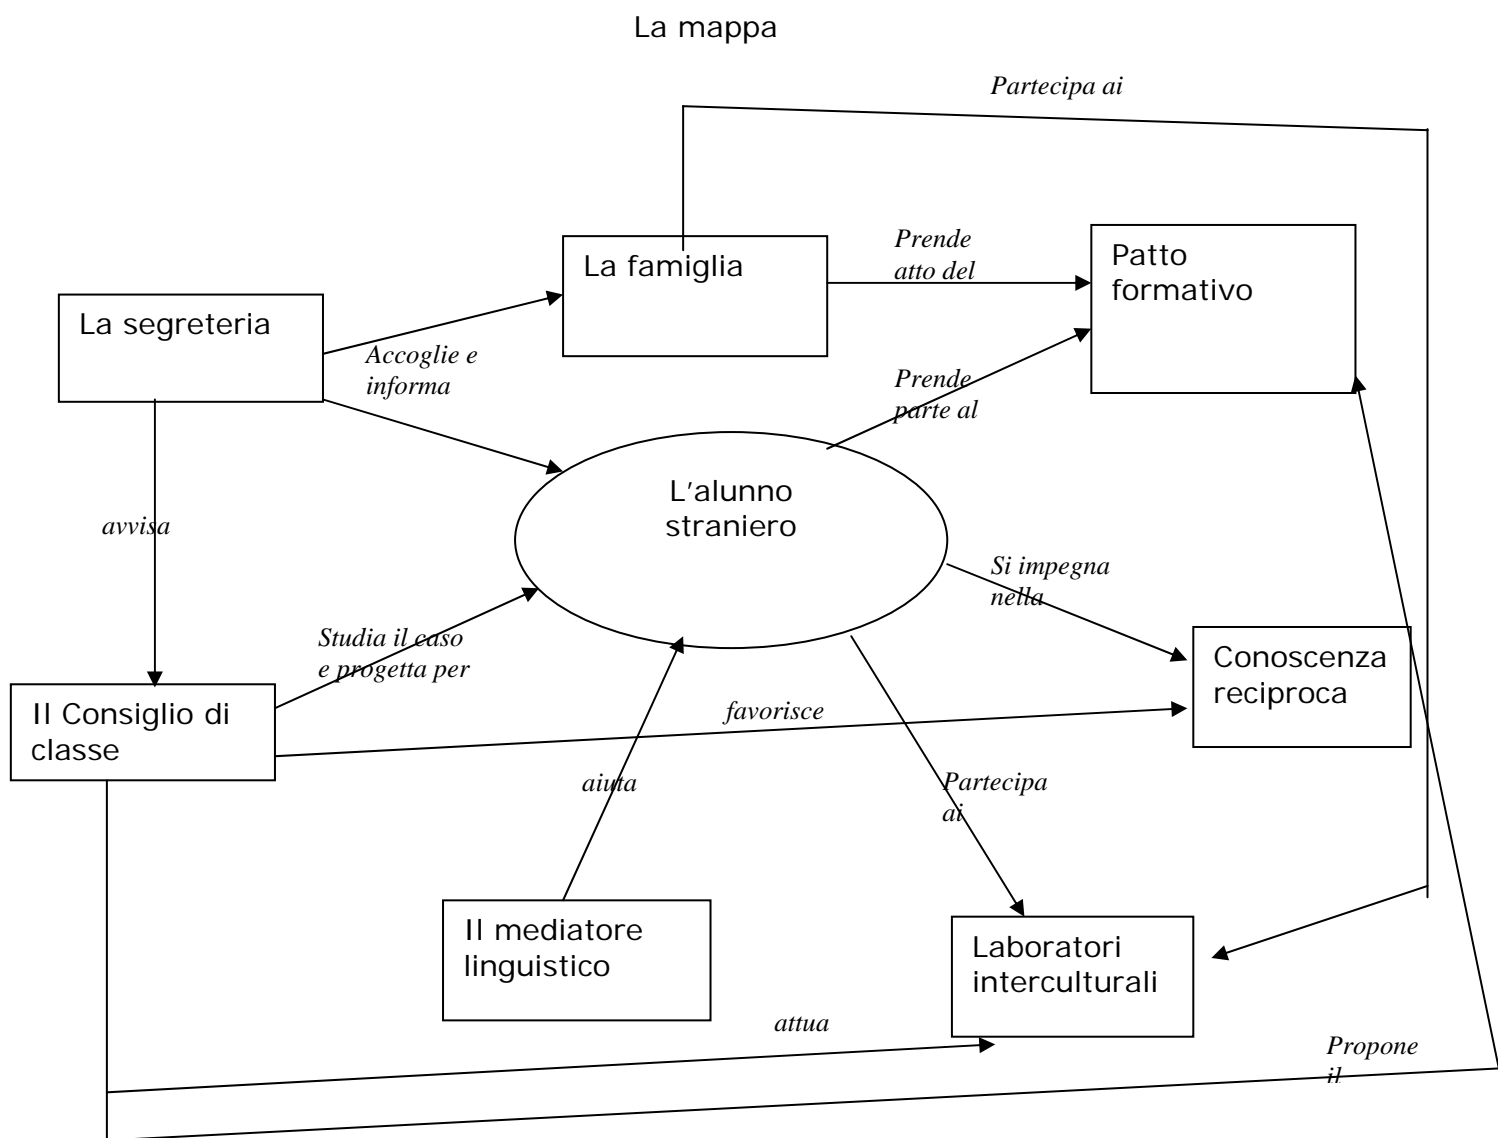 La mappa
Partecipa ai
La famiglia
Prende
atto del
Patto
formativo
La segreteria
Accoglie e
informa
Prende
parte al
L'alunno
straniero
avvisa
Si impegna
nella
Studia il caso
e progetta per
Conoscenza
reciproca
Il Consiglio di
classe
favorisce
aiuta
Partecipa
ai
Il mediatore
linguistico
Laboratori
interculturali
attua
Propone
il